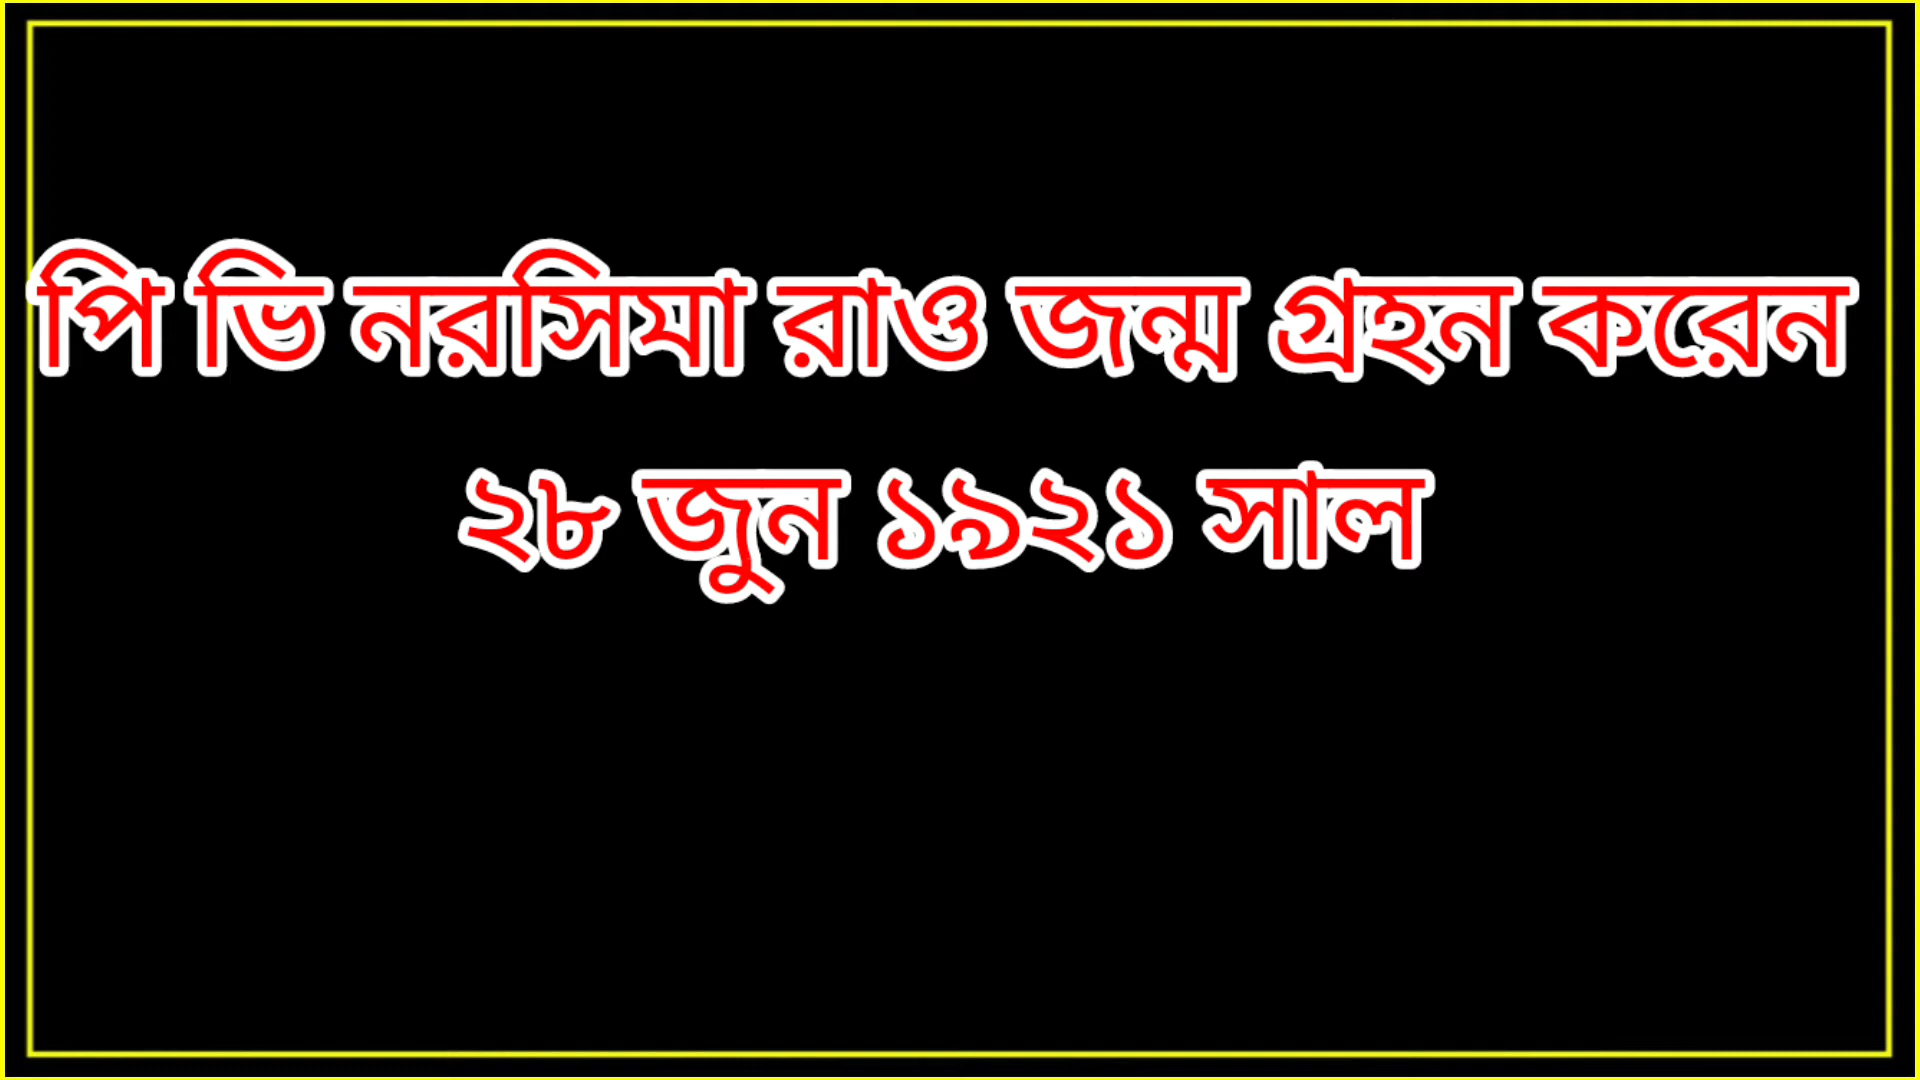 পি ভি নরসিমা রাও জন্ম গ্রহন করেন
২৮ জুন ১৯২১ সাল